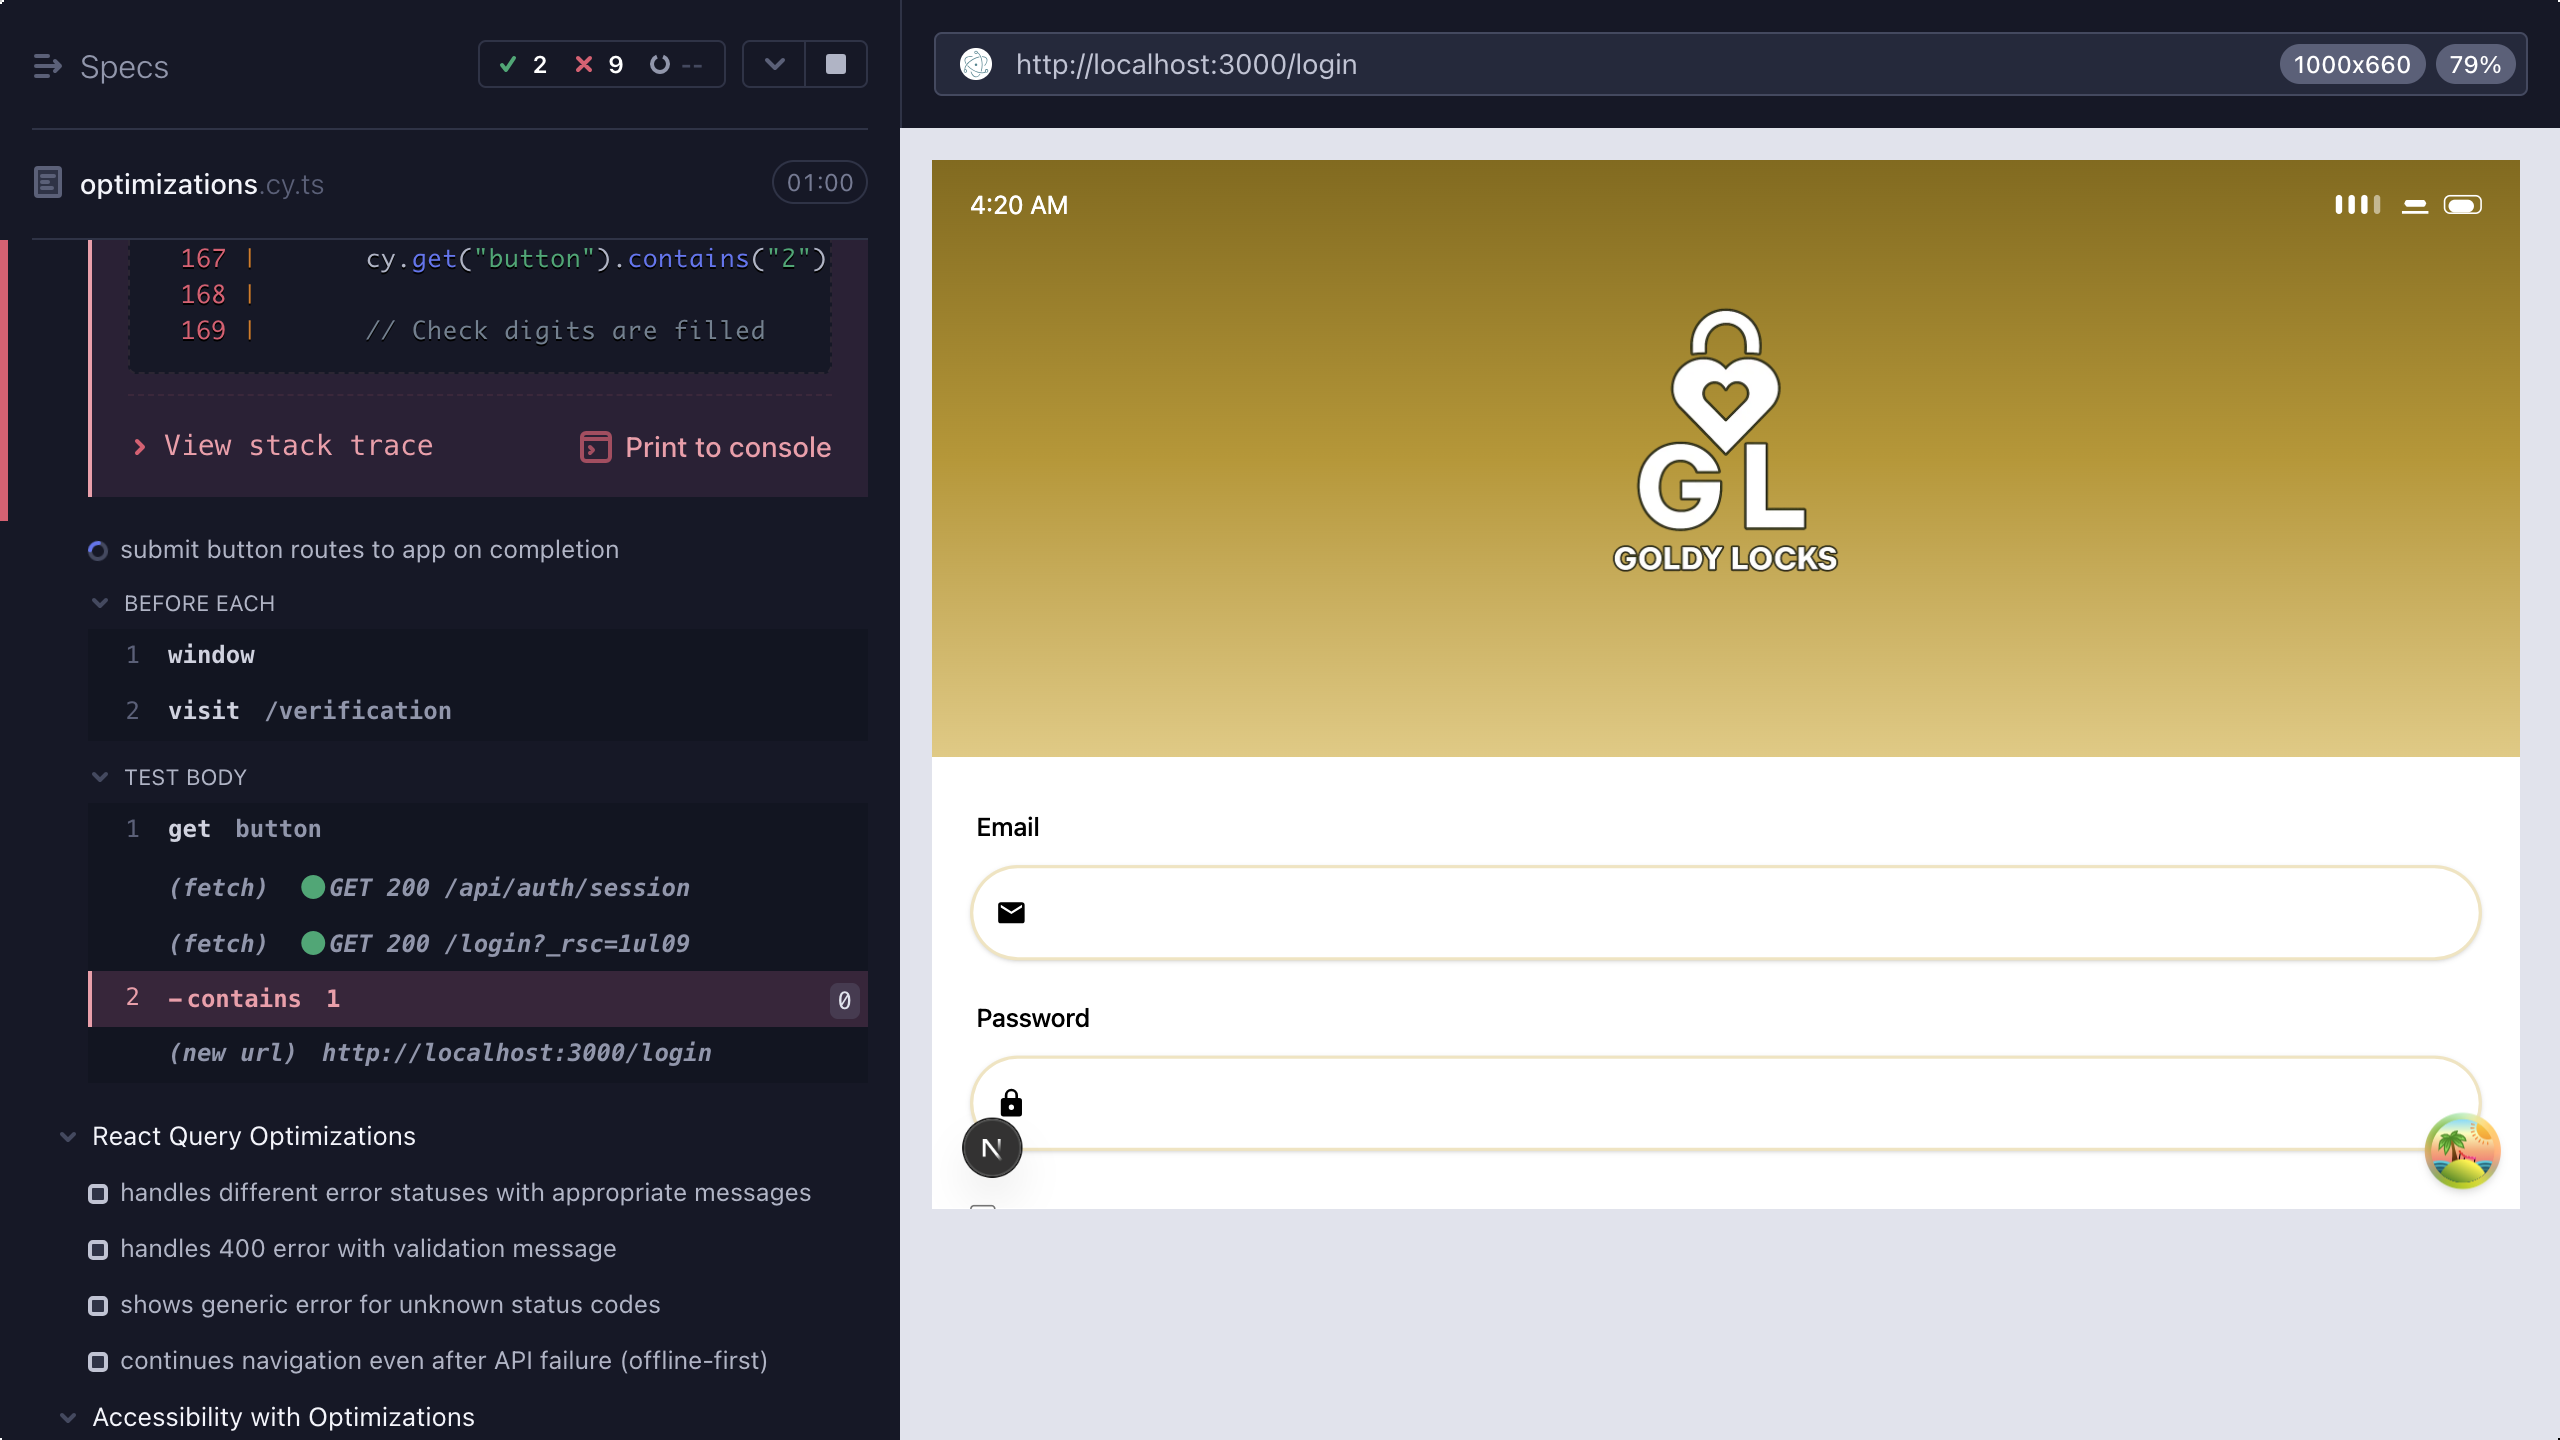 Specs
2 9 --
optimizations.cy.ts 01:00
167 | cy.get("button").contains("2")
168 |
169 | // Check digits are filled
View stack trace Print to console
submit button routes to app on completion
BEFORE EACH
1 window
2 visit /verification
TEST BODY
1 get button
(fetch) GET 200 /api/auth/session
(fetch) GET 200 /login?_rsc=1ul09
2 -contains 1 0
(new url) http://localhost:3000/login
React Query Optimizations
handles different error statuses with appropriate messages
handles 400 error with validation message
shows generic error for unknown status codes
continues navigation even after API failure (offline-first)
Accessibility with Optimizations
http://localhost:3000/login 1000x660 79%
4:20 AM
GL
GOLDY LOCKS
Email
Password
N